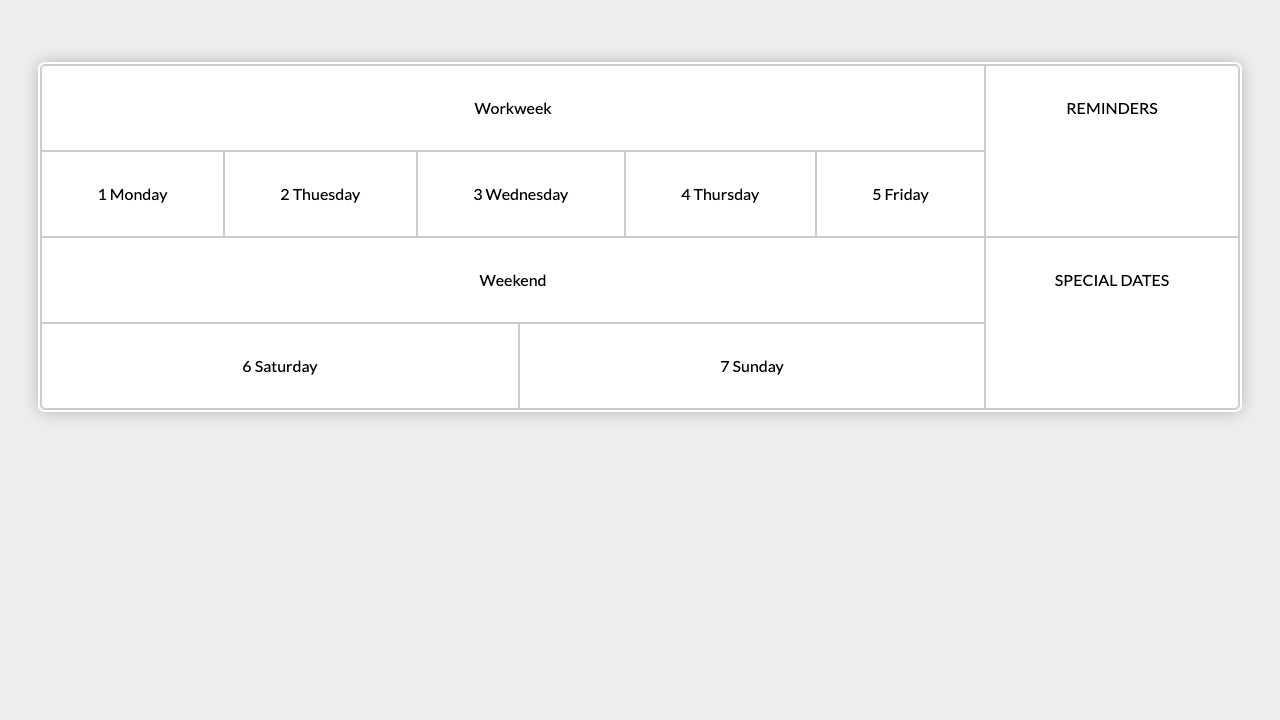 Workweek
REMINDERS
1 Monday
2 Thuesday
3 Wednesday
4 Thursday
5 Friday
Weekend
SPECIAL DATES
6 Saturday
7 Sunday